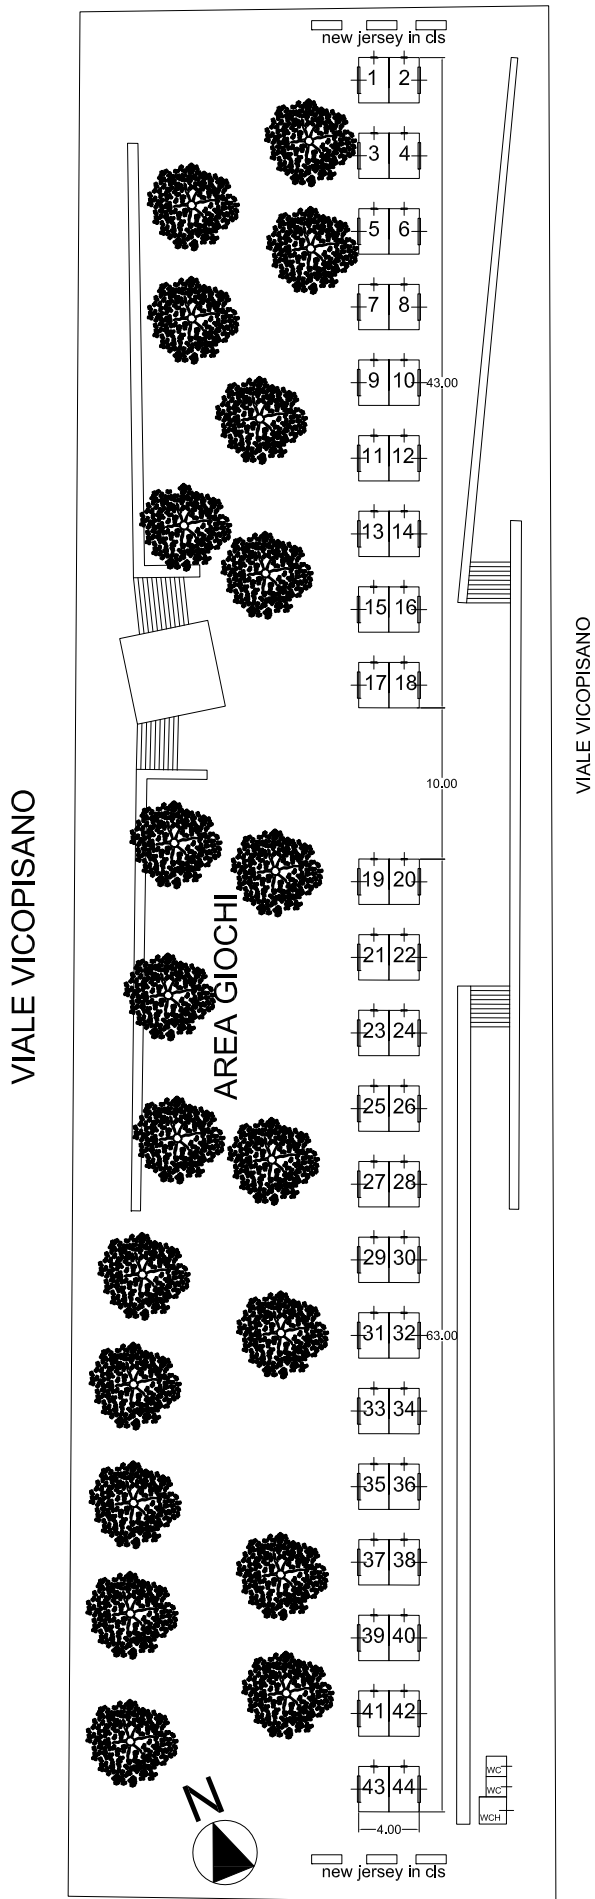 new jersey in cls
1 2
3 4
5 6
7 8
9 10
43.00
11 12
13 14
15 16
VIALE VICOPISANO
17 18
10.00
VIALE VICOPISANO
19 20
AREA GIOCHI
21 22
23 24
25 26
27 28
29 30
31 32
63.00
33 34
35 36
37 38
39 40
41 42
WC
WC
43 44
WCH
N
4.00
new jersey in cls